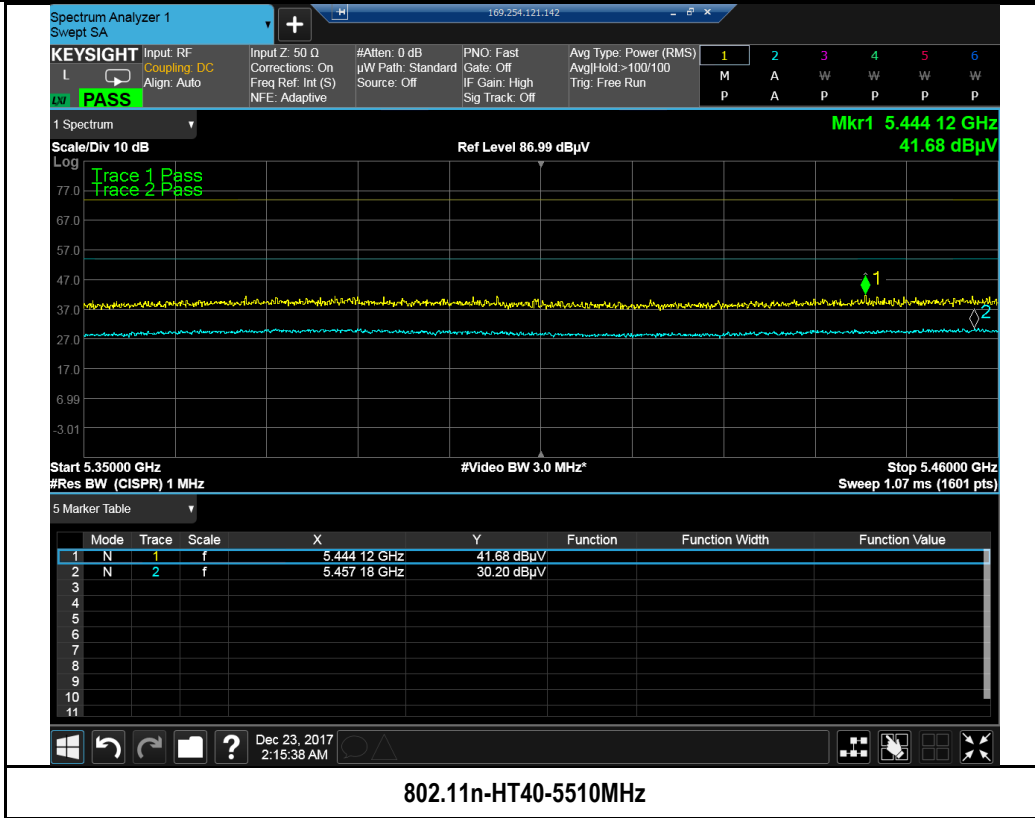 Spectrum Analyzer 1
Swept SA
169.254.121.142
KEYSIGHT
L
LXI
PASS
Input: RF
Coupling: DC
Align: Auto
Input Z: 50 Ω
Corrections: On
Freq Ref: Int (S)
NFE: Adaptive
#Atten: 0 dB
µW Path: Standard
Source: Off
PNO: Fast
Gate: Off
IF Gain: High
Sig Track: Off
Avg Type: Power (RMS)
Avg|Hold:>100/100
Trig: Free Run
1 2 3 4 5 6
M A W W W W
P A P P P P
1 Spectrum
Mkr1 5.444 12 GHz
Scale/Div 10 dB Ref Level 86.99 dBµV 41.68 dBµV
Log
Trace 1 Pass
Trace 2 Pass
77.0
67.0
57.0
47.0
1
37.0
2
27.0
17.0
6.99
-3.01
Start 5.35000 GHz #Video BW 3.0 MHz* Stop 5.46000 GHz
#Res BW (CISPR) 1 MHz Sweep 1.07 ms (1601 pts)
5 Marker Table
Mode Trace Scale X Y Function Function Width Function Value
1 N 1 f 5.444 12 GHz 41.68 dBµV
2 N 2 f 5.457 18 GHz 30.20 dBµV
3
4
5
6
7
8
9
10
11
?
Dec 23, 2017
2:15:38 AM
802.11n-HT40-5510MHz